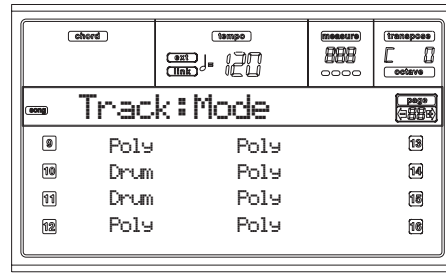 chord tempo measure transpose
ext link ♩= 120 888 C 0
octave
song Track:Mode page 88
9 Poly Poly 13
10 Drum Poly 14
11 Drum Poly 15
12 Poly Poly 16